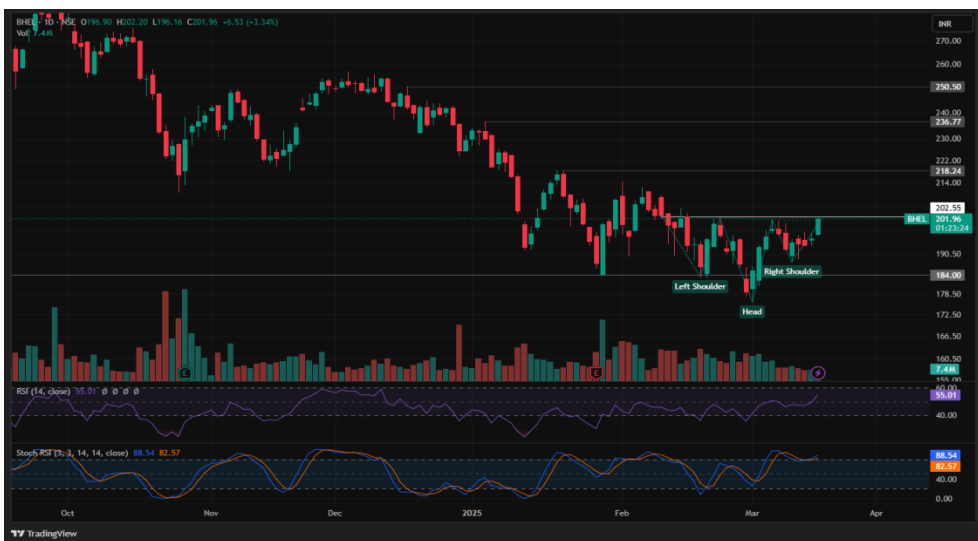 BHEL · 1D · NSE O196.90 H202.20 L196.16 C201.96 +6.53 (+3.34%)
Vol 7.4M
INR
270.00
260.00
250.50
240.00
236.77
230.00
222.00
218.24
214.00
202.55
BHEL 201.96
01:23:24
190.50
184.00
178.50
172.50
166.50
160.50
155.00
Left Shoulder
Head
Right Shoulder
E
E
7.4M
RSI (14, close) 55.01 Ø Ø Ø Ø
60.00
55.01
40.00
Stoch RSI (3, 3, 14, 14, close) 88.54 82.57
88.54
82.57
40.00
0.00
Oct Nov Dec 2025 Feb Mar Apr
TradingView